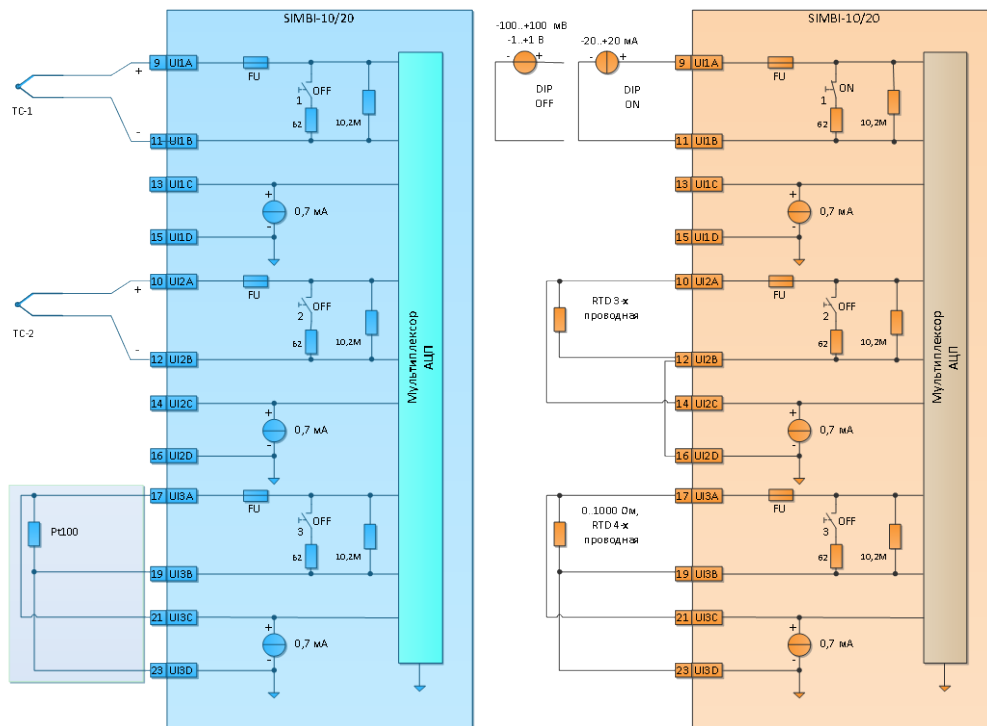 SIMBI-10/20
TC-1
+
-
9 UI1A
FU
OFF
1
62
10,2М
11 UI1B
13 UI1C
+
0,7 мА
-
15 UI1D
TC-2
+
-
10 UI2A
FU
OFF
2
62
10,2М
12 UI2B
14 UI2C
+
0,7 мА
-
16 UI2D
Pt100
17 UI3A
FU
OFF
3
62
10,2М
19 UI3B
21 UI3C
+
0,7 мА
-
23 UI3D
Мультиплексор
АЦП
SIMBI-10/20
-100..+100 мВ
-1..+1 В
-
+
DIP
OFF
-20..+20 мА
-
+
DIP
ON
9 UI1A
FU
ON
1
62
10,2М
11 UI1B
13 UI1C
+
0,7 мА
-
15 UI1D
RTD 3-х
проводная
10 UI2A
FU
OFF
2
62
10,2М
12 UI2B
14 UI2C
+
0,7 мА
-
16 UI2D
0..1000 Ом,
RTD 4-х
проводная
17 UI3A
FU
OFF
3
62
10,2М
19 UI3B
21 UI3C
+
0,7 мА
-
23 UI3D
Мультиплексор
АЦП